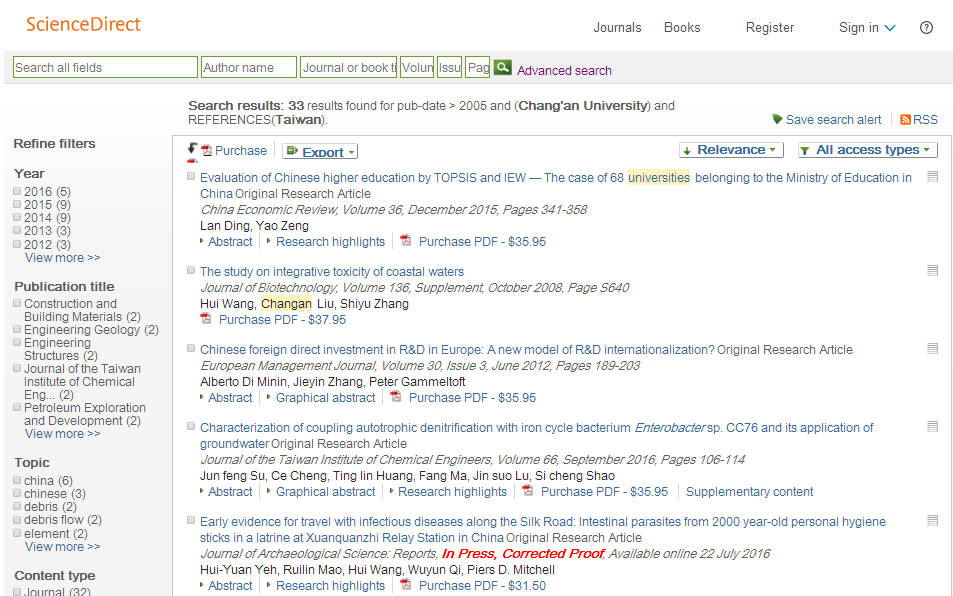 ScienceDirect
Journals Books Register Sign in ?
Search all fields Author name Journal or book ti Volun Issu Pag Advanced search
Search results: 33 results found for pub-date > 2005 and (Chang'an University) and
REFERENCES(Taiwan).
Save search alert RSS
Refine filters
Year
2016 (5)
2015 (9)
2014 (9)
2013 (3)
2012 (3)
View more >>
Publication title
Construction and
Building Materials (2)
Engineering Geology (2)
Engineering
Structures (2)
Journal of the Taiwan
Institute of Chemical
Eng... (2)
Petroleum Exploration
and Development (2)
View more >>
Topic
china (6)
chinese (3)
debris (2)
debris flow (2)
element (2)
View more >>
Content type
Journal (32)
Purchase Export Relevance All access types
Evaluation of Chinese higher education by TOPSIS and IEW — The case of 68 universities belonging to the Ministry of Education in
China Original Research Article
China Economic Review, Volume 36, December 2015, Pages 341-358
Lan Ding, Yao Zeng
Abstract Research highlights Purchase PDF - $35.95
The study on integrative toxicity of coastal waters
Journal of Biotechnology, Volume 136, Supplement, October 2008, Page S640
Hui Wang, Changan Liu, Shiyu Zhang
Purchase PDF - $37.95
Chinese foreign direct investment in R&D in Europe: A new model of R&D internationalization? Original Research Article
European Management Journal, Volume 30, Issue 3, June 2012, Pages 189-203
Alberto Di Minin, Jieyin Zhang, Peter Gammeltoft
Abstract Graphical abstract Purchase PDF - $35.95
Characterization of coupling autotrophic denitrification with iron cycle bacterium Enterobacter sp. CC76 and its application of
groundwater Original Research Article
Journal of the Taiwan Institute of Chemical Engineers, Volume 66, September 2016, Pages 106-114
Jun feng Su, Ce Cheng, Ting lin Huang, Fang Ma, Jin suo Lu, Si cheng Shao
Abstract Graphical abstract Research highlights Purchase PDF - $35.95 Supplementary content
Early evidence for travel with infectious diseases along the Silk Road: Intestinal parasites from 2000 year-old personal hygiene
sticks in a latrine at Xuanquanzhi Relay Station in China Original Research Article
Journal of Archaeological Science: Reports, In Press, Corrected Proof, Available online 22 July 2016
Hui-Yuan Yeh, Ruilin Mao, Hui Wang, Wuyun Qi, Piers D. Mitchell
Abstract Research highlights Purchase PDF - $31.50